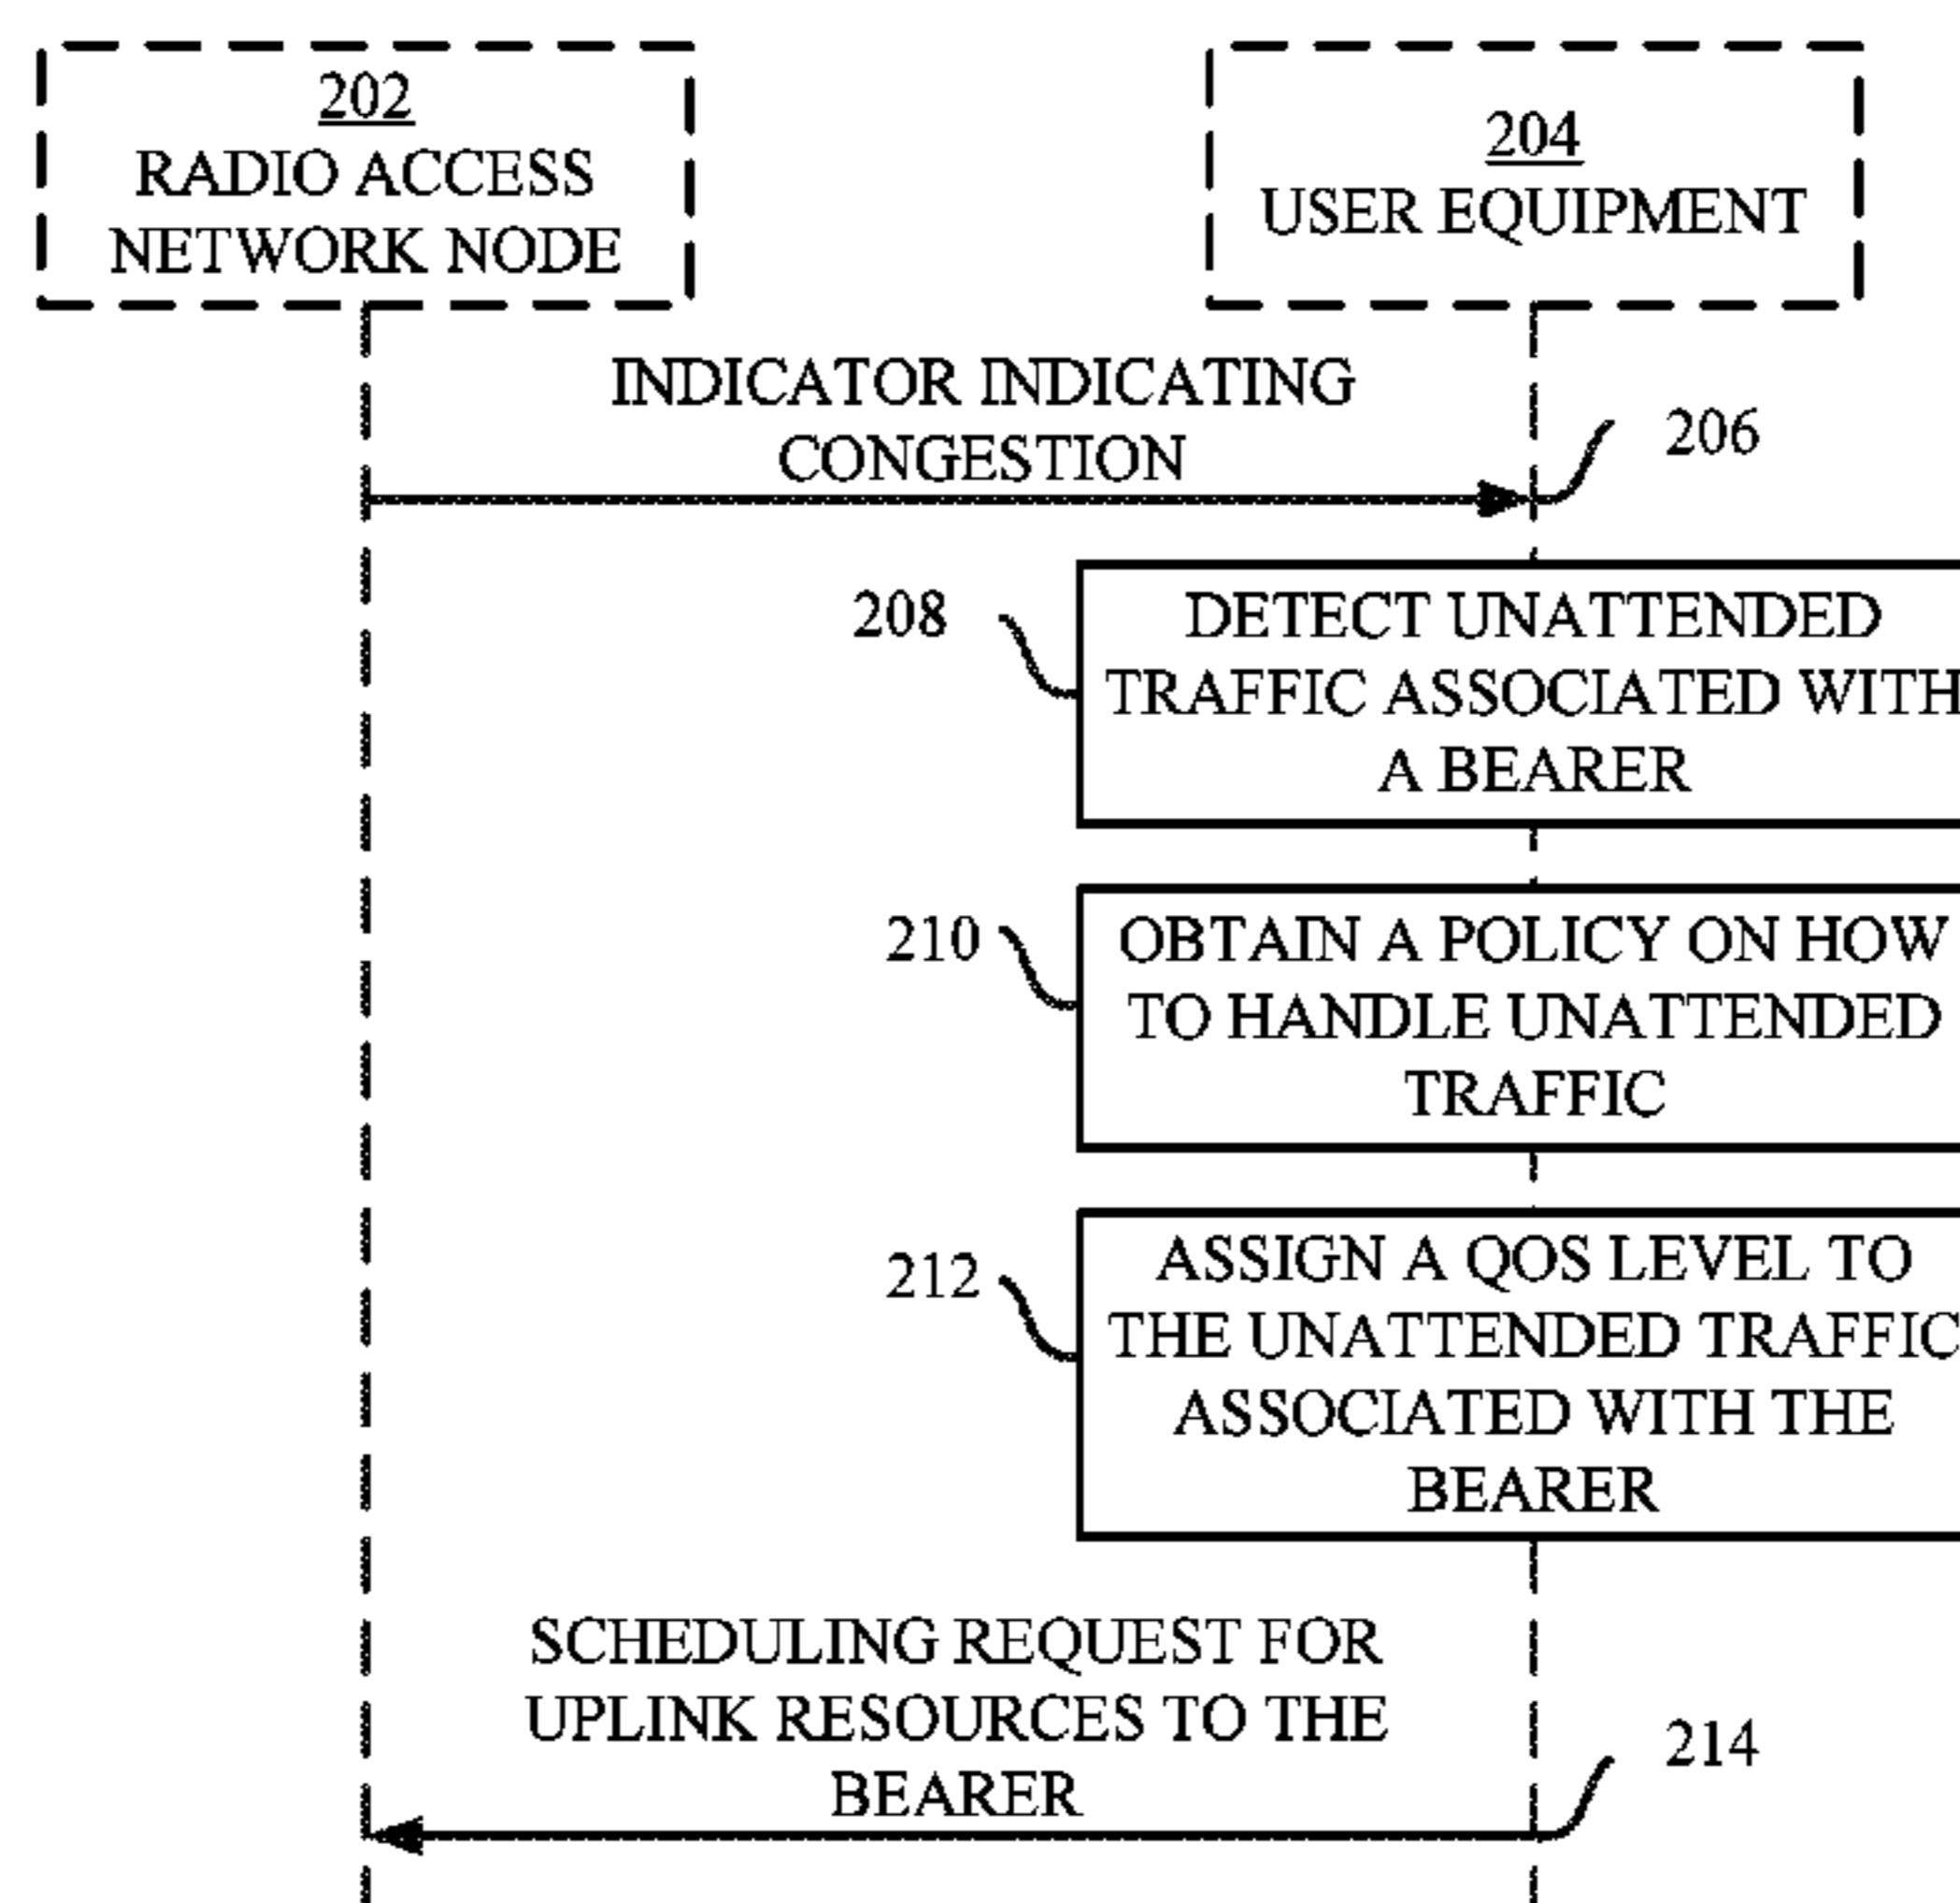 202
RADIO ACCESS
NETWORK NODE
204
USER EQUIPMENT
INDICATOR INDICATING
CONGESTION
206
208
DETECT UNATTENDED
TRAFFIC ASSOCIATED WITH
A BEARER
210
OBTAIN A POLICY ON HOW
TO HANDLE UNATTENDED
TRAFFIC
212
ASSIGN A QOS LEVEL TO
THE UNATTENDED TRAFFIC
ASSOCIATED WITH THE
BEARER
SCHEDULING REQUEST FOR
UPLINK RESOURCES TO THE
BEARER
214